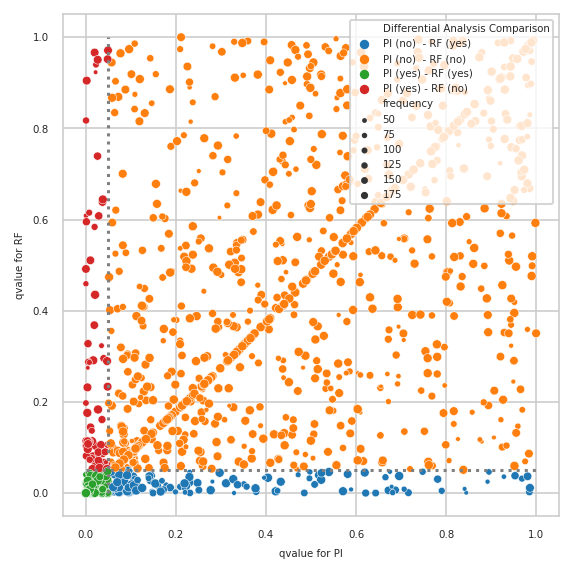 Differential Analysis Comparison
PI (no) - RF (yes)
PI (no) - RF (no)
PI (yes) - RF (yes)
PI (yes) - RF (no)
frequency
50
75
100
125
150
175
qvalue for RF
1.0
0.8
0.6
0.4
0.2
0.0
0.0 0.2 0.4 0.6 0.8 1.0
qvalue for PI